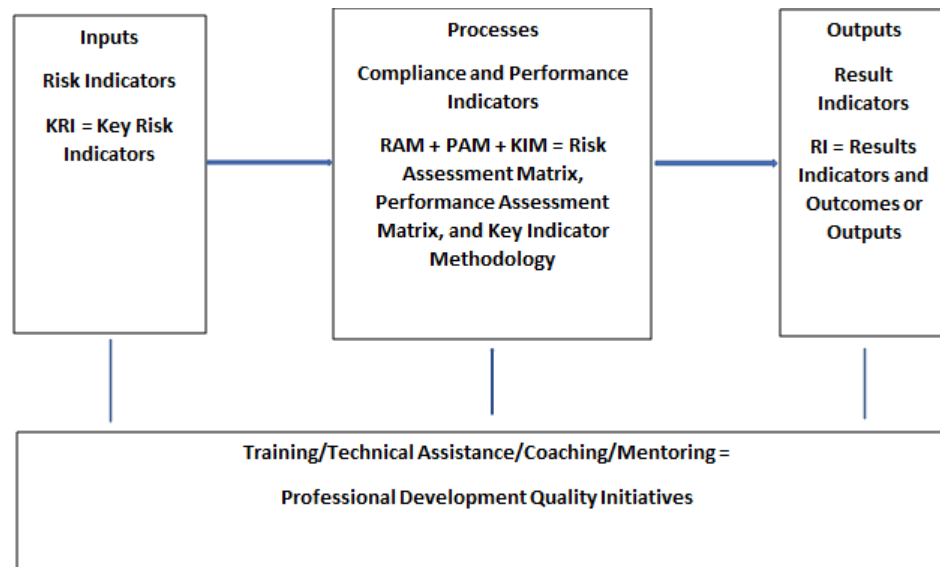 Inputs
Risk Indicators
KRI = Key Risk
Indicators
Processes
Compliance and Performance
Indicators
RAM + PAM + KIM = Risk
Assessment Matrix,
Performance Assessment
Matrix, and Key Indicator
Methodology
Outputs
Result
Indicators
RI = Results
Indicators and
Outcomes or
Outputs
Training/Technical Assistance/Coaching/Mentoring =
Professional Development Quality Initiatives